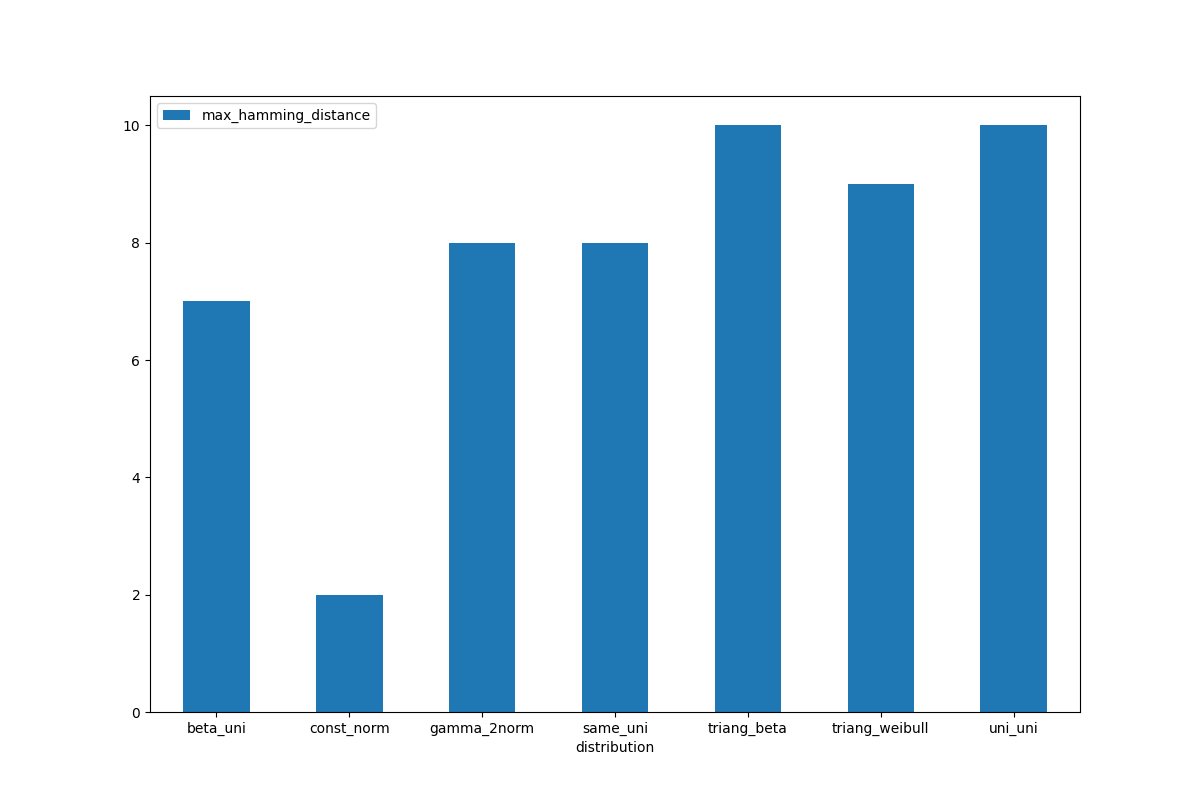 max_hamming_distance
10
8
6
4
2
0
beta_uni const_norm gamma_2norm same_uni triang_beta triang_weibull uni_uni
distribution